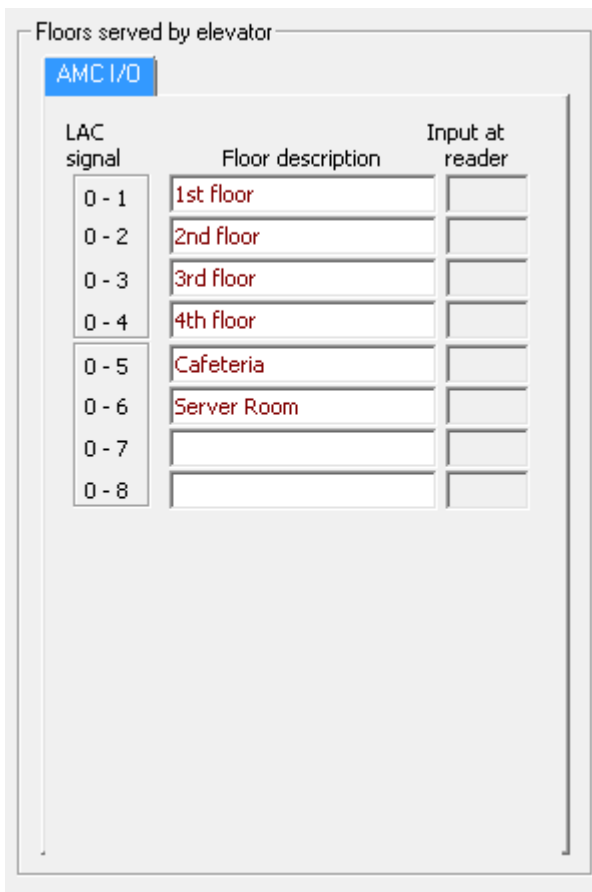 Floors served by elevator
AMC I/O
LAC signal Floor description Input at reader
0 - 1 1st floor
0 - 2 2nd floor
0 - 3 3rd floor
0 - 4 4th floor
0 - 5 Cafeteria
0 - 6 Server Room
0 - 7
0 - 8